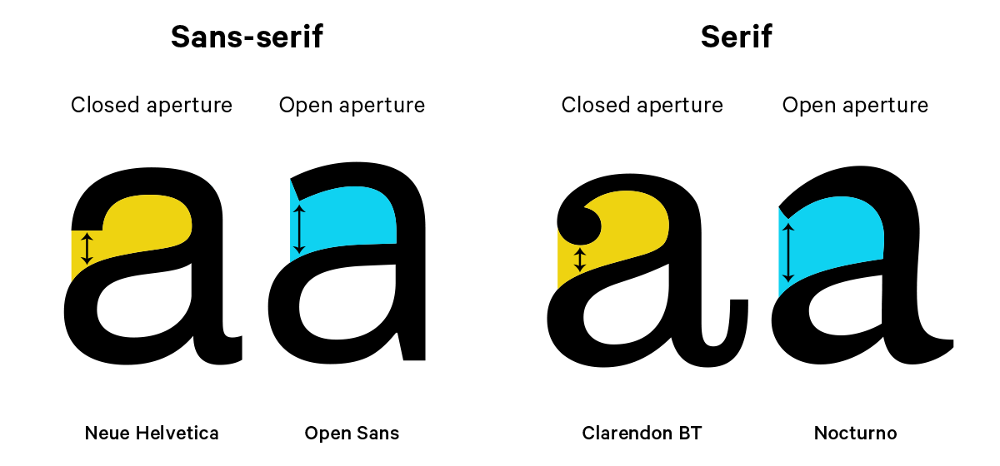 Sans-serif
Serif
Closed aperture
Open aperture
Closed aperture
Open aperture
a
a
a
a
Neue Helvetica
Open Sans
Clarendon BT
Nocturno